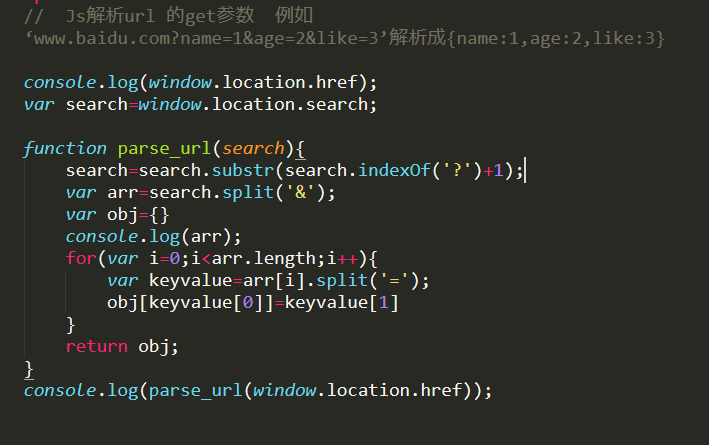 //  Js解析url 的get参数  例如
‘www.baidu.com?name=1&age=2&like=3’解析成{name:1,age:2,like:3}
console.log(window.location.href);
var search=window.location.search;
function parse_url(search){
    search=search.substr(search.indexOf('?')+1);
    var arr=search.split('&');
    var obj={}
    console.log(arr);
    for(var i=0;i<arr.length;i++){
        var keyvalue=arr[i].split('=');
        obj[keyvalue[0]]=keyvalue[1]
    }
    return obj;
}
console.log(parse_url(window.location.href));